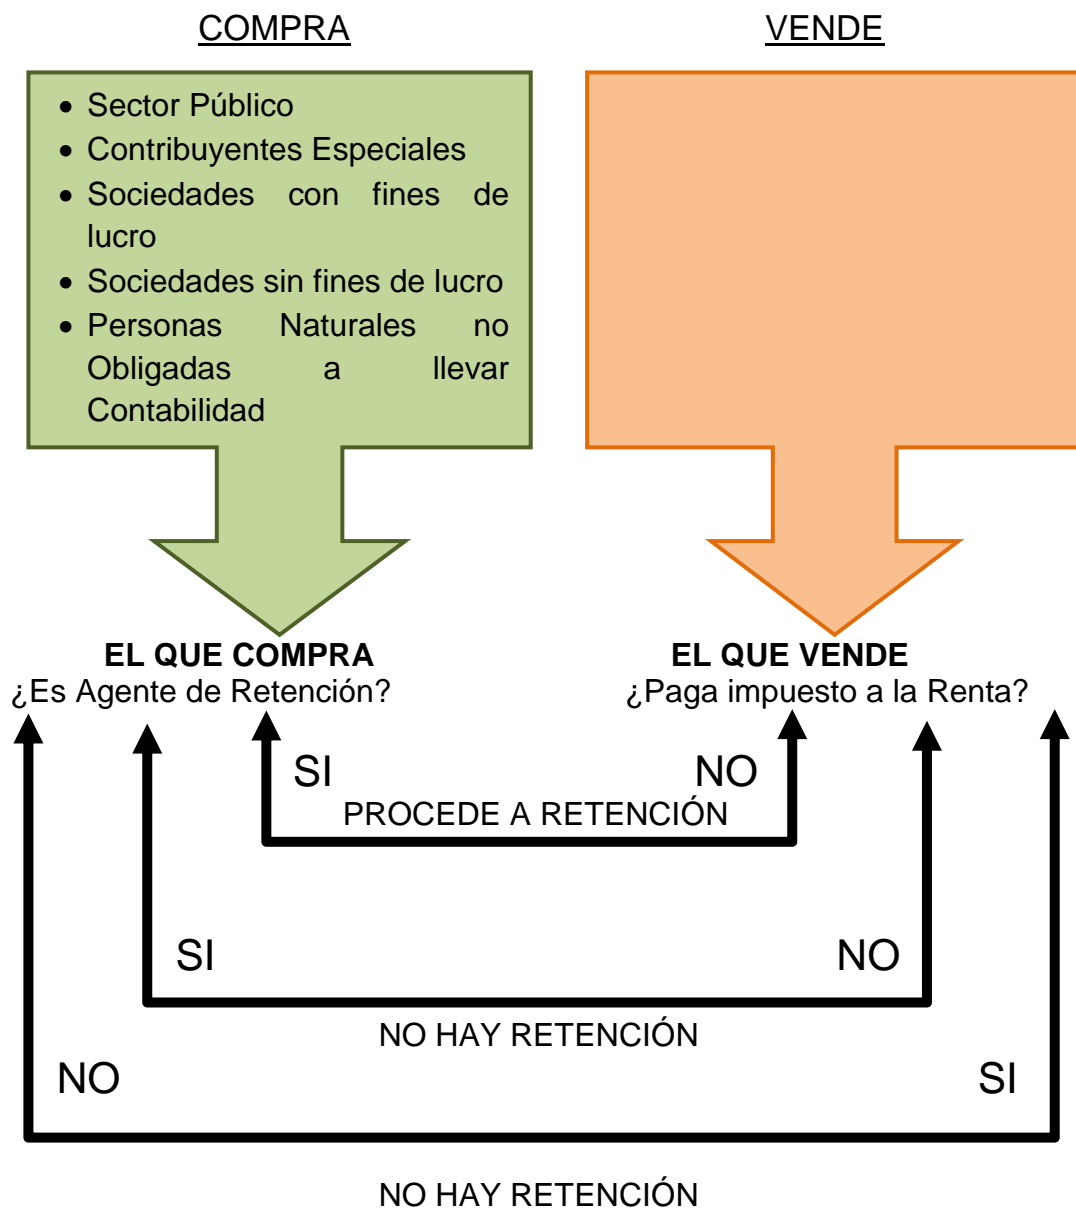 COMPRA
VENDE
• Sector Público
• Contribuyentes Especiales
• Sociedades con fines de
lucro
• Sociedades sin fines de lucro
• Personas Naturales no
Obligadas a llevar
Contabilidad
EL QUE COMPRA
¿Es Agente de Retención?
EL QUE VENDE
¿Paga impuesto a la Renta?
SI
NO
PROCEDE A RETENCIÓN
SI
NO
NO HAY RETENCIÓN
NO
SI
NO HAY RETENCIÓN